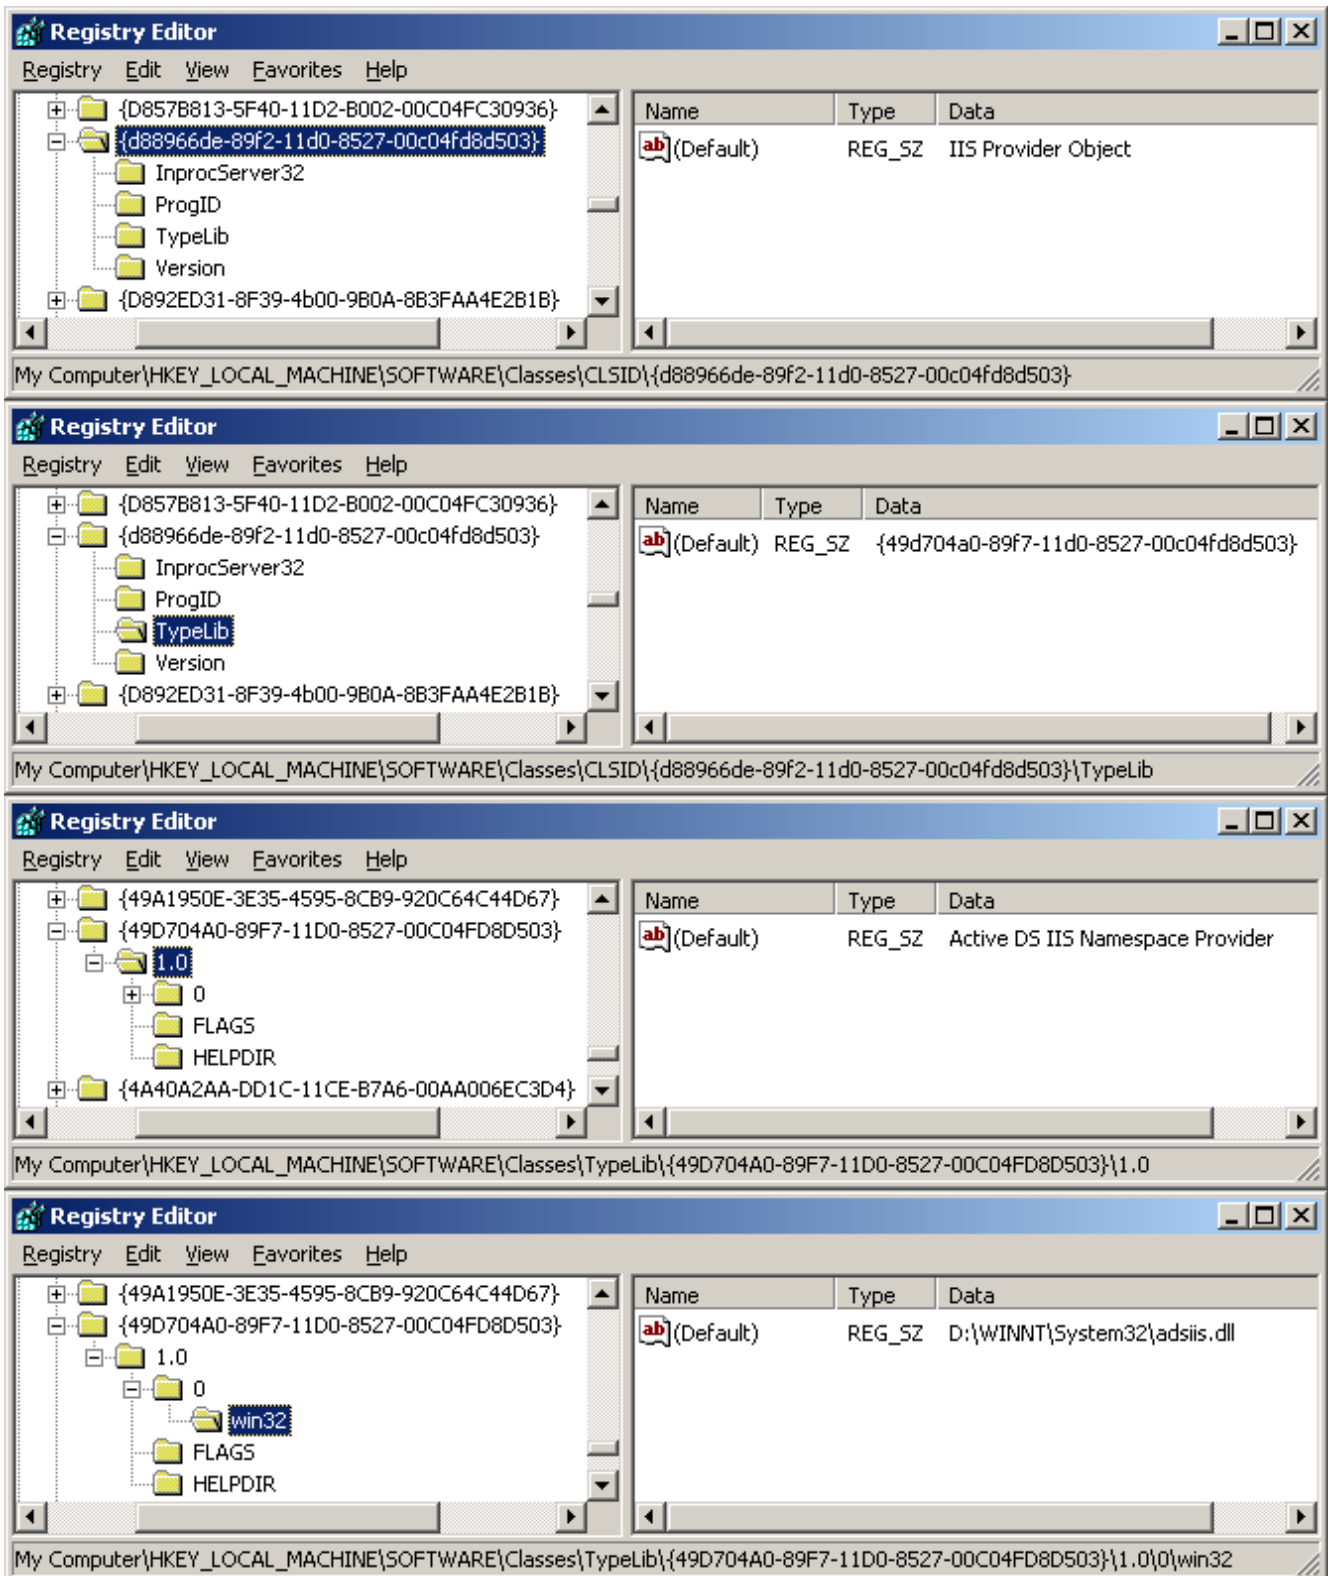 Registry Editor
Registry Edit View Favorites Help
{D857B813-5F40-11D2-B002-00C04FC30936}
{d88966de-89f2-11d0-8527-00c04fd8d503}
InprocServer32
ProgID
TypeLib
Version
{D892ED31-8F39-4b00-9B0A-8B3FAA4E2B1B}
Name Type Data
ab (Default) REG_SZ IIS Provider Object
My Computer\HKEY_LOCAL_MACHINE\SOFTWARE\Classes\CLSID\{d88966de-89f2-11d0-8527-00c04fd8d503}
Registry Editor
Registry Edit View Favorites Help
{D857B813-5F40-11D2-B002-00C04FC30936}
{d88966de-89f2-11d0-8527-00c04fd8d503}
InprocServer32
ProgID
TypeLib
Version
{D892ED31-8F39-4b00-9B0A-8B3FAA4E2B1B}
Name Type Data
ab (Default) REG_SZ {49d704a0-89f7-11d0-8527-00c04fd8d503}
My Computer\HKEY_LOCAL_MACHINE\SOFTWARE\Classes\CLSID\{d88966de-89f2-11d0-8527-00c04fd8d503}\TypeLib
Registry Editor
Registry Edit View Favorites Help
{49A1950E-3E35-4595-8CB9-920C64C44D67}
{49D704A0-89F7-11D0-8527-00C04FD8D503}
1.0
0
FLAGS
HELPDIR
{4A40A2AA-DD1C-11CE-B7A6-00AA006EC3D4}
Name Type Data
ab (Default) REG_SZ Active DS IIS Namespace Provider
My Computer\HKEY_LOCAL_MACHINE\SOFTWARE\Classes\TypeLib\{49D704A0-89F7-11D0-8527-00C04FD8D503}\1.0
Registry Editor
Registry Edit View Favorites Help
{49A1950E-3E35-4595-8CB9-920C64C44D67}
{49D704A0-89F7-11D0-8527-00C04FD8D503}
1.0
0
win32
FLAGS
HELPDIR
Name Type Data
ab (Default) REG_SZ D:\WINNT\System32\adsiis.dll
My Computer\HKEY_LOCAL_MACHINE\SOFTWARE\Classes\TypeLib\{49D704A0-89F7-11D0-8527-00C04FD8D503}\1.0\0\win32